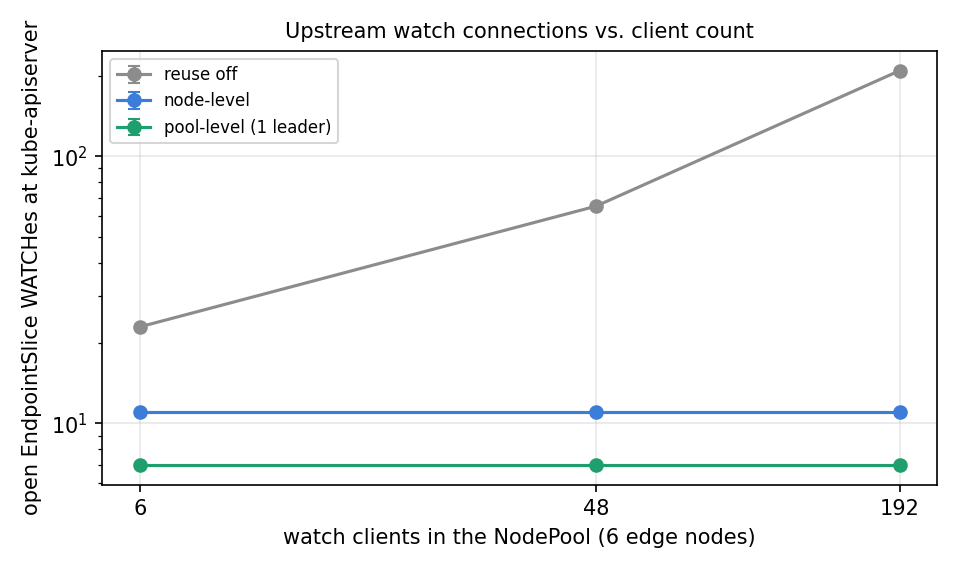 Upstream watch connections vs. client count
open EndpointSlice WATCHes at kube-apiserver
reuse off
node-level
pool-level (1 leader)
10²
10¹
6
48
192
watch clients in the NodePool (6 edge nodes)